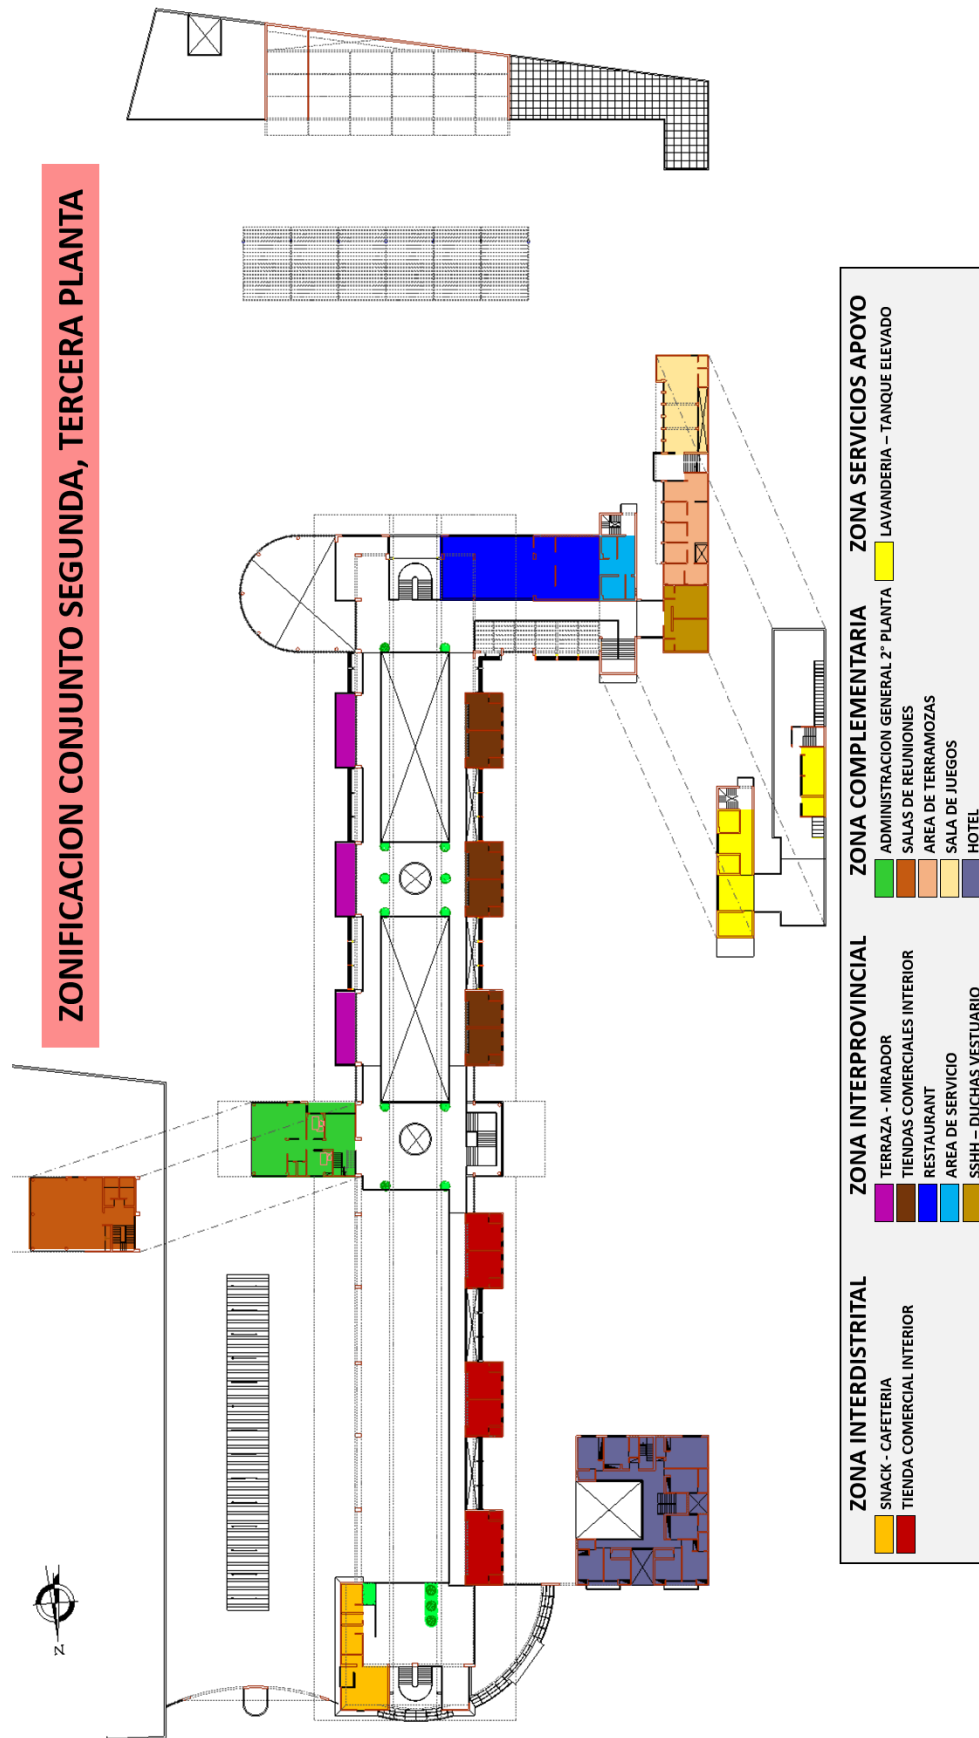 ZONIFICACION CONJUNTO SEGUNDA, TERCERA PLANTA
N
ZONA INTERDISTRITAL
SNACK - CAFETERIA
TIENDA COMERCIAL INTERIOR
ZONA INTERPROVINCIAL
TERRAZA - MIRADOR
TIENDAS COMERCIALES INTERIOR
RESTAURANT
AREA DE SERVICIO
SSHH – DUCHAS VESTUARIO
ZONA COMPLEMENTARIA
ADMINISTRACION GENERAL 2° PLANTA
SALAS DE REUNIONES
AREA DE TERRAMOZAS
SALA DE JUEGOS
HOTEL
ZONA SERVICIOS APOYO
LAVANDERIA – TANQUE ELEVADO